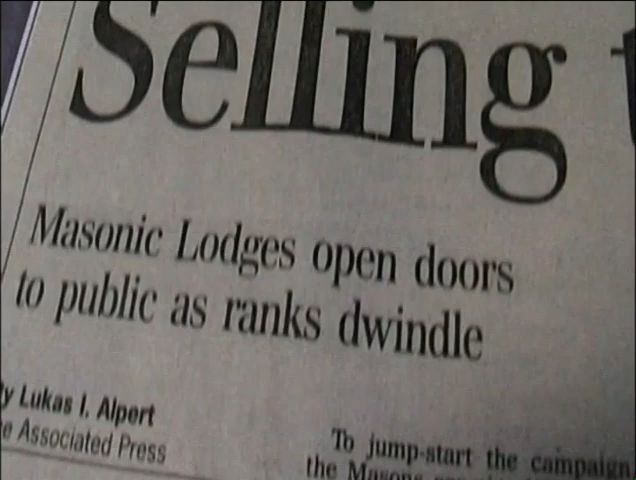 Selling
Masonic Lodges open doors
to public as ranks dwindle
y Lukas I. Alpert
e Associated Press
To jump-start the campaign
the Masons